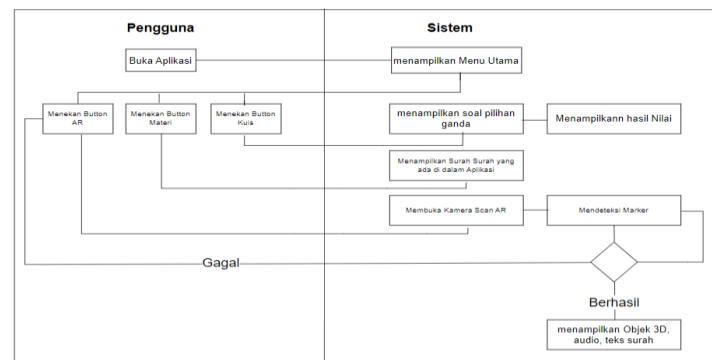 Pengguna
Sistem
Buka Aplikasi
menampilkan Menu Utama
Menekan Button
AR
Menekan Button
Materi
Menekan Button
Kuis
menampilkan soal pilihan
ganda
Menampilkann hasil Nilai
Menampilkan Surah Surah yang
ada di dalam Aplikasi
Membuka Kamera Scan AR
Mendeteksi Marker
Gagal
Berhasil
menampilkan Objek 3D,
audio, teks surah